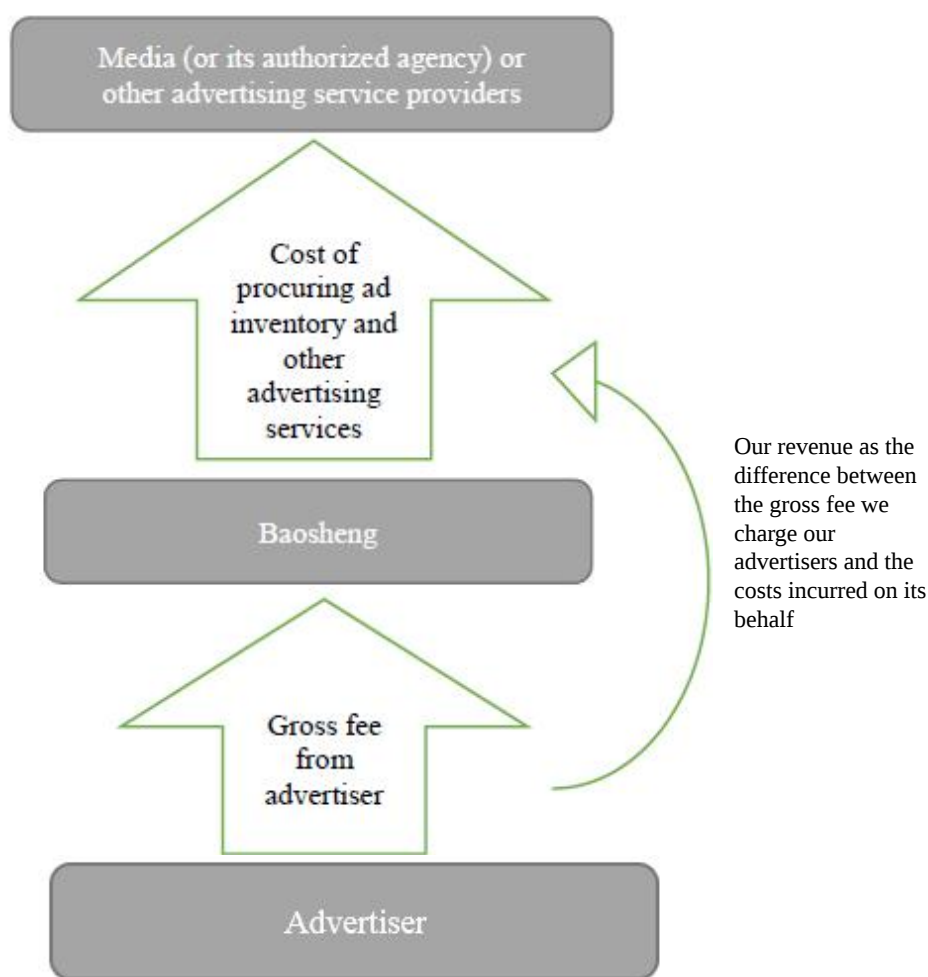 Media (or its authorized agency) or
other advertising service providers
Cost of
procuring ad
inventory and
other
advertising
services
Our revenue as the
difference between
the gross fee we
charge our
advertisers and the
costs incurred on its
behalf
Baosheng
Gross fee
from
advertiser
Advertiser